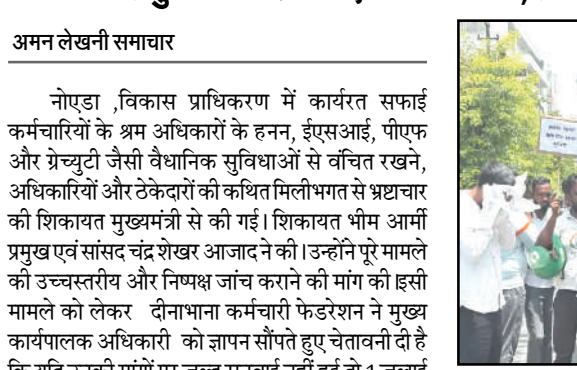 अमन लेखनी समाचार
नोएडा ,विकास प्राधिकरण में कार्यरत सफाई
कर्मचारियों के श्रम अधिकारों के हनन, ईएसआई, पीएफ
और ग्रेच्युटी जैसी वैधानिक सुविधाओं से वंचित रखने,
अधिकारियों और ठेकेदारों की कथित मिलीभगत से भ्रष्टाचार
की शिकायत मुख्यमंत्री से की गई। शिकायत भीम आर्मी
प्रमुख एवं सांसद चंद्र शेखर आजाद ने की।उन्होंने पूरे मामले
की उच्चस्तरीय और निष्पक्ष जांच कराने की मांग की।इसी
मामले को लेकर दीनाभाना कर्मचारी फेडरेशन ने मुख्य
कार्यपालक अधिकारी को ज्ञापन सौंपते हुए चेतावनी दी है